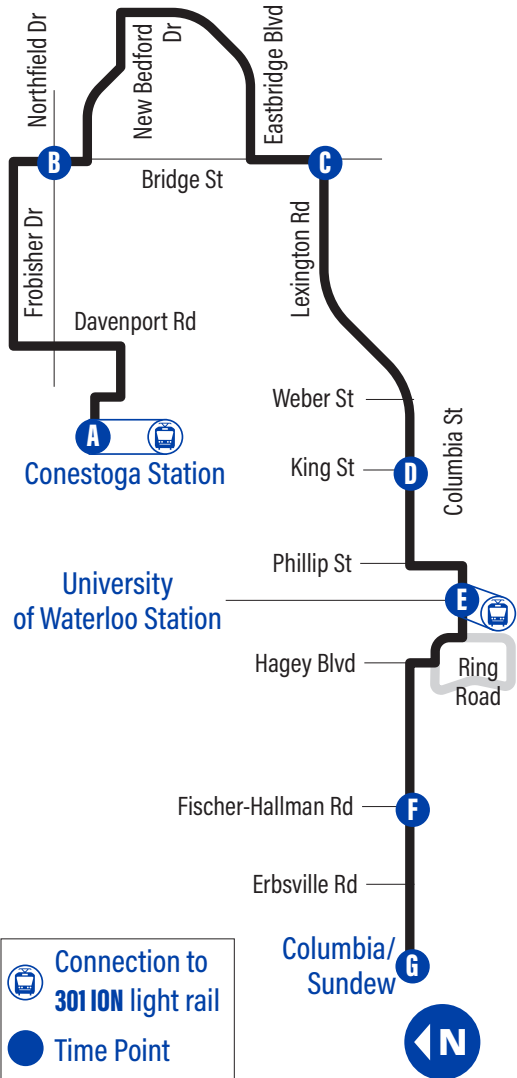 Northfield Dr
New Bedford
Dr
Eastbridge Blvd
B
C
Bridge St
Frobisher Dr
Lexington Rd
Davenport Rd
Weber St
A
Conestoga Station
King St
D
Columbia St
Phillip St
University
of Waterloo Station
E
Hagey Blvd
Ring
Road
Fischer-Hallman Rd
F
Erbsville Rd
Columbia/
Sundew
G
Connection to
301 ION light rail
Time Point
N